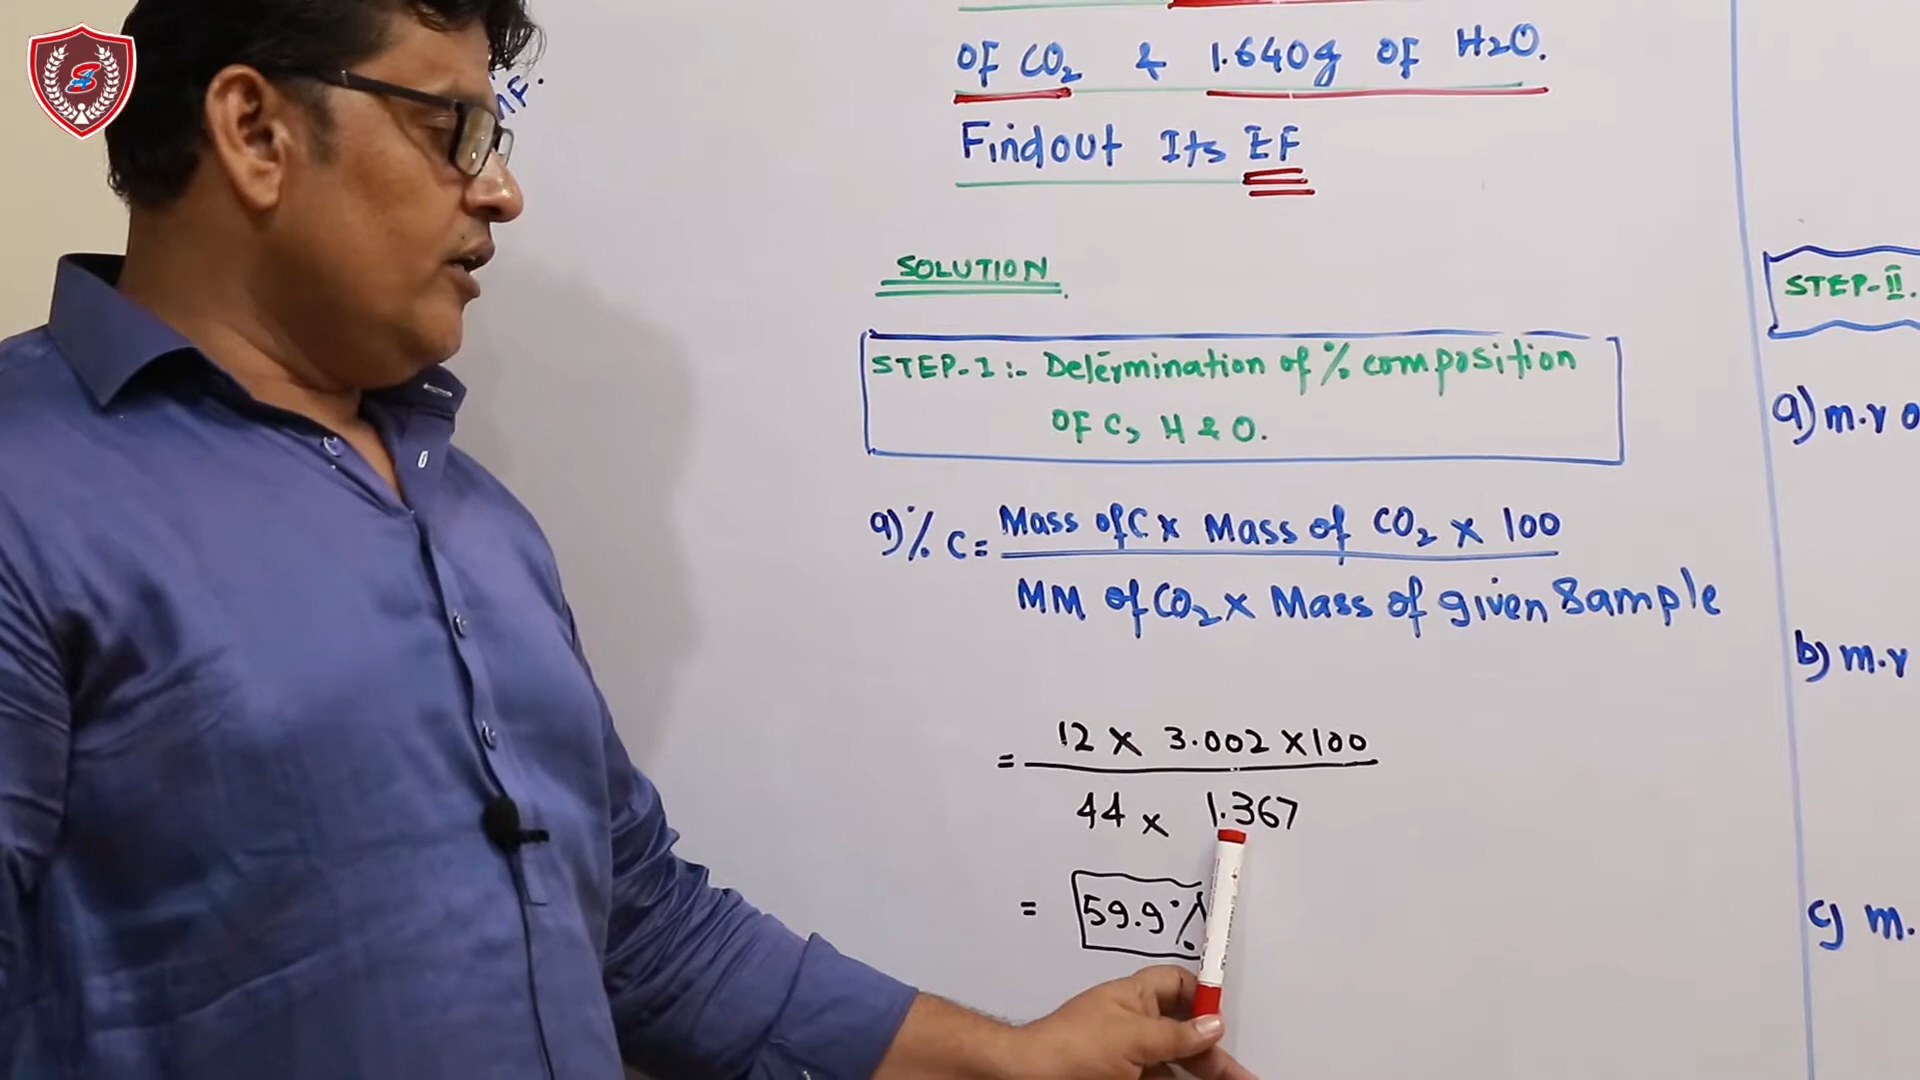 OF CO₂ & 1.640g OF H₂O.
Findout Its EF
SOLUTION
STEP-I :- Determination of % composition
OF C, H & O.
a) % C = Mass of C x Mass of CO₂ x 100
MM of CO₂ x Mass of given Sample
= 12 x 3.002 x 100
44 x 1.367
= 59.9%
STEP-II.
a) m.r o
b) m.r
c) m.